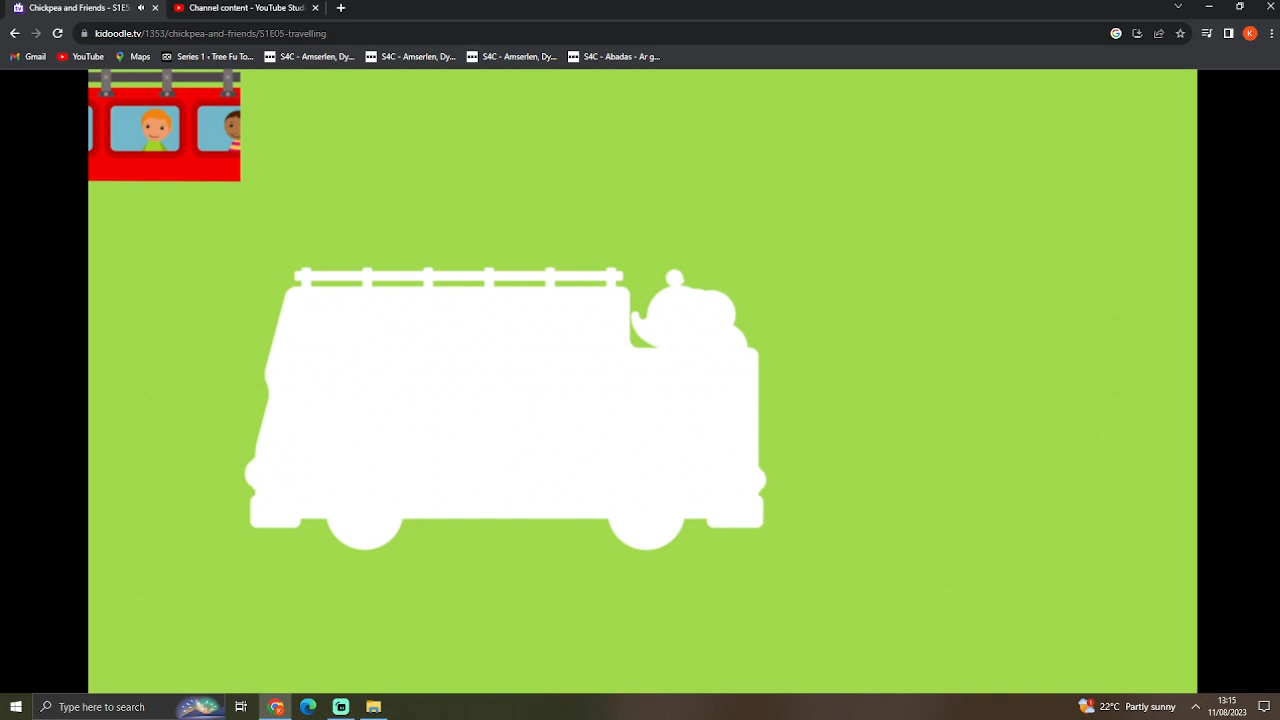 Chickpea and Friends - S1E5
Channel content - YouTube Stud
kidoodle.tv/1353/chickpea-and-friends/S1E05-travelling
Gmail
YouTube
Maps
Series 1 - Tree Fu To...
S4C - Amserlen, Dy...
S4C - Amserlen, Dy...
S4C - Amserlen, Dy...
S4C - Abadas - Ar g...
Type here to search
22°C Partly sunny
13:15
11/08/2023